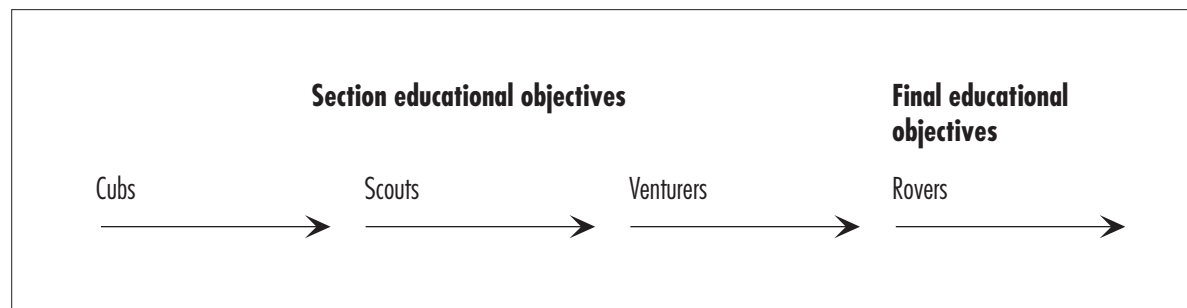 Section educational objectives
Final educational
objectives
Cubs
Scouts
Venturers
Rovers